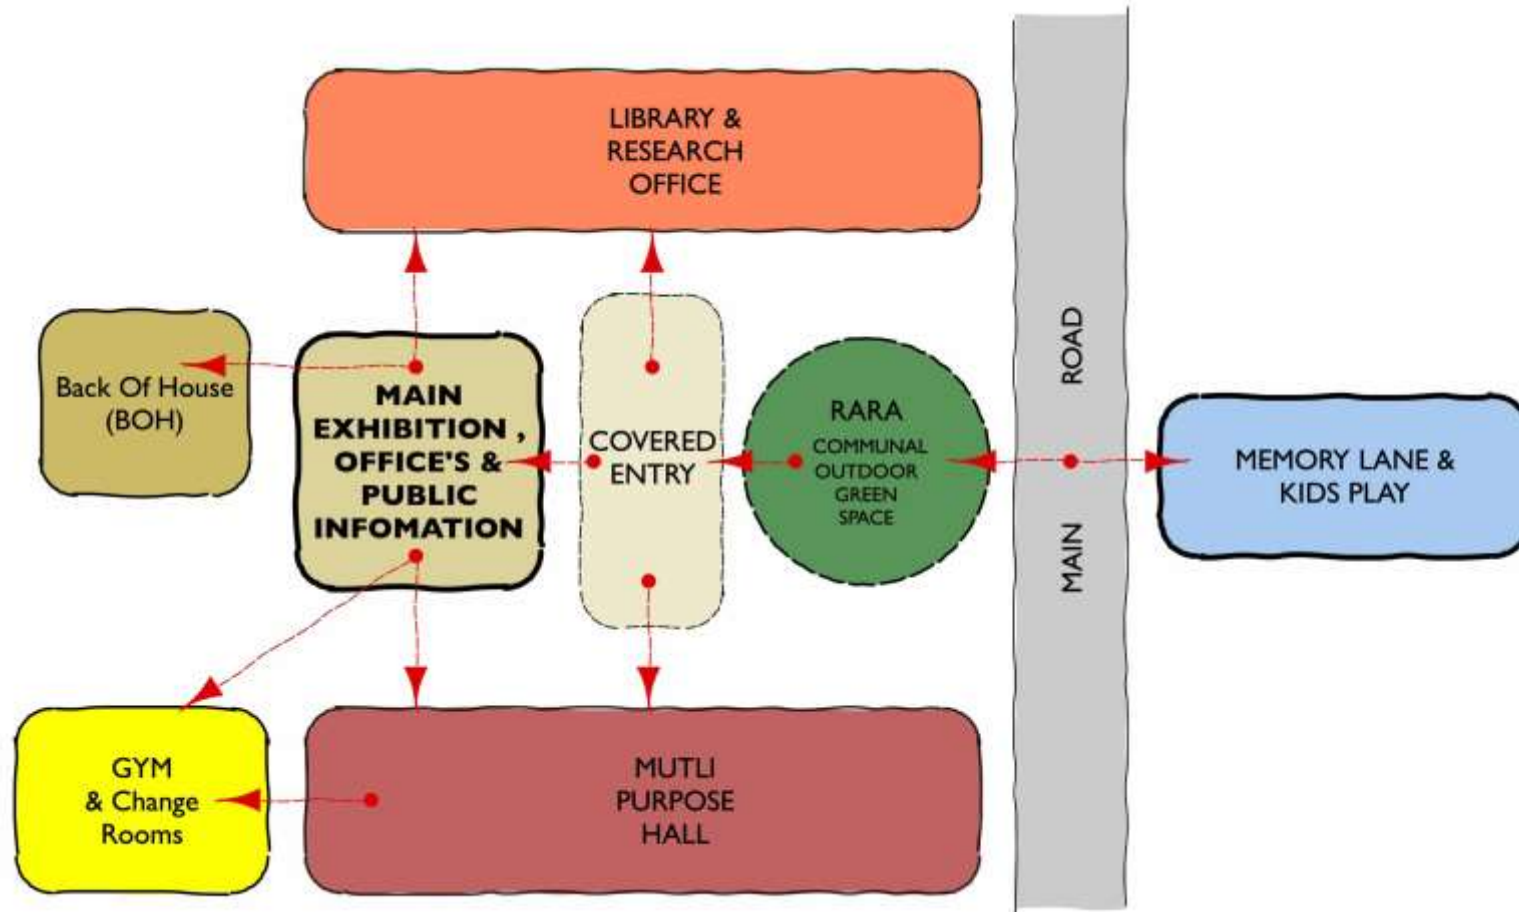 LIBRARY &
RESEARCH
OFFICE
Back Of House
(BOH)
MAIN
EXHIBITION ,
OFFICE'S &
PUBLIC
INFOMATION
COVERED
ENTRY
RARA
COMMUNAL
OUTDOOR
GREEN
SPACE
MAIN ROAD
MEMORY LANE &
KIDS PLAY
GYM
& Change
Rooms
MUTLI
PURPOSE
HALL